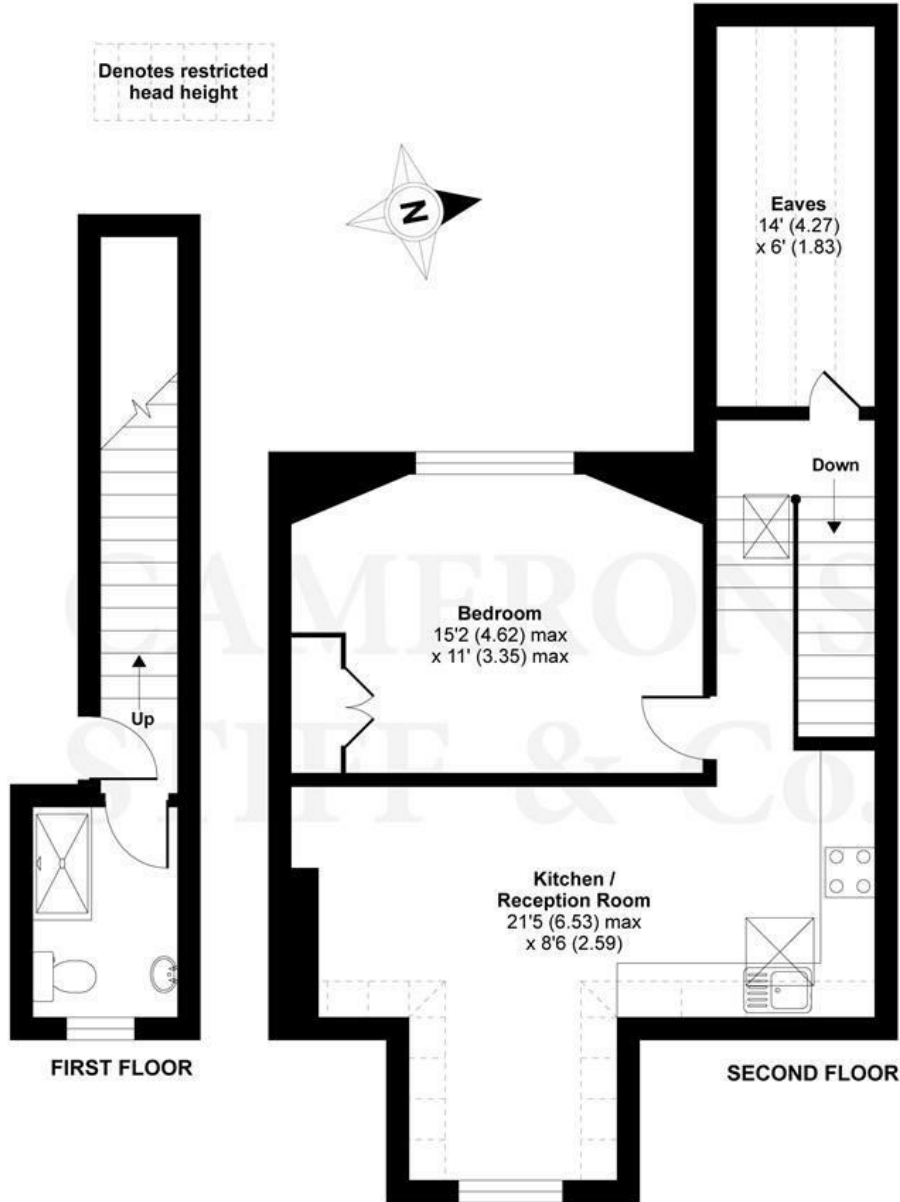 Denotes restricted
head height
N
Eaves
14' (4.27)
x 6' (1.83)
Down
Bedroom
15'2 (4.62) max
x 11' (3.35) max
Up
CAMERONS
STIFF & Co.
Kitchen /
Reception Room
21'5 (6.53) max
x 8'6 (2.59)
FIRST FLOOR
SECOND FLOOR